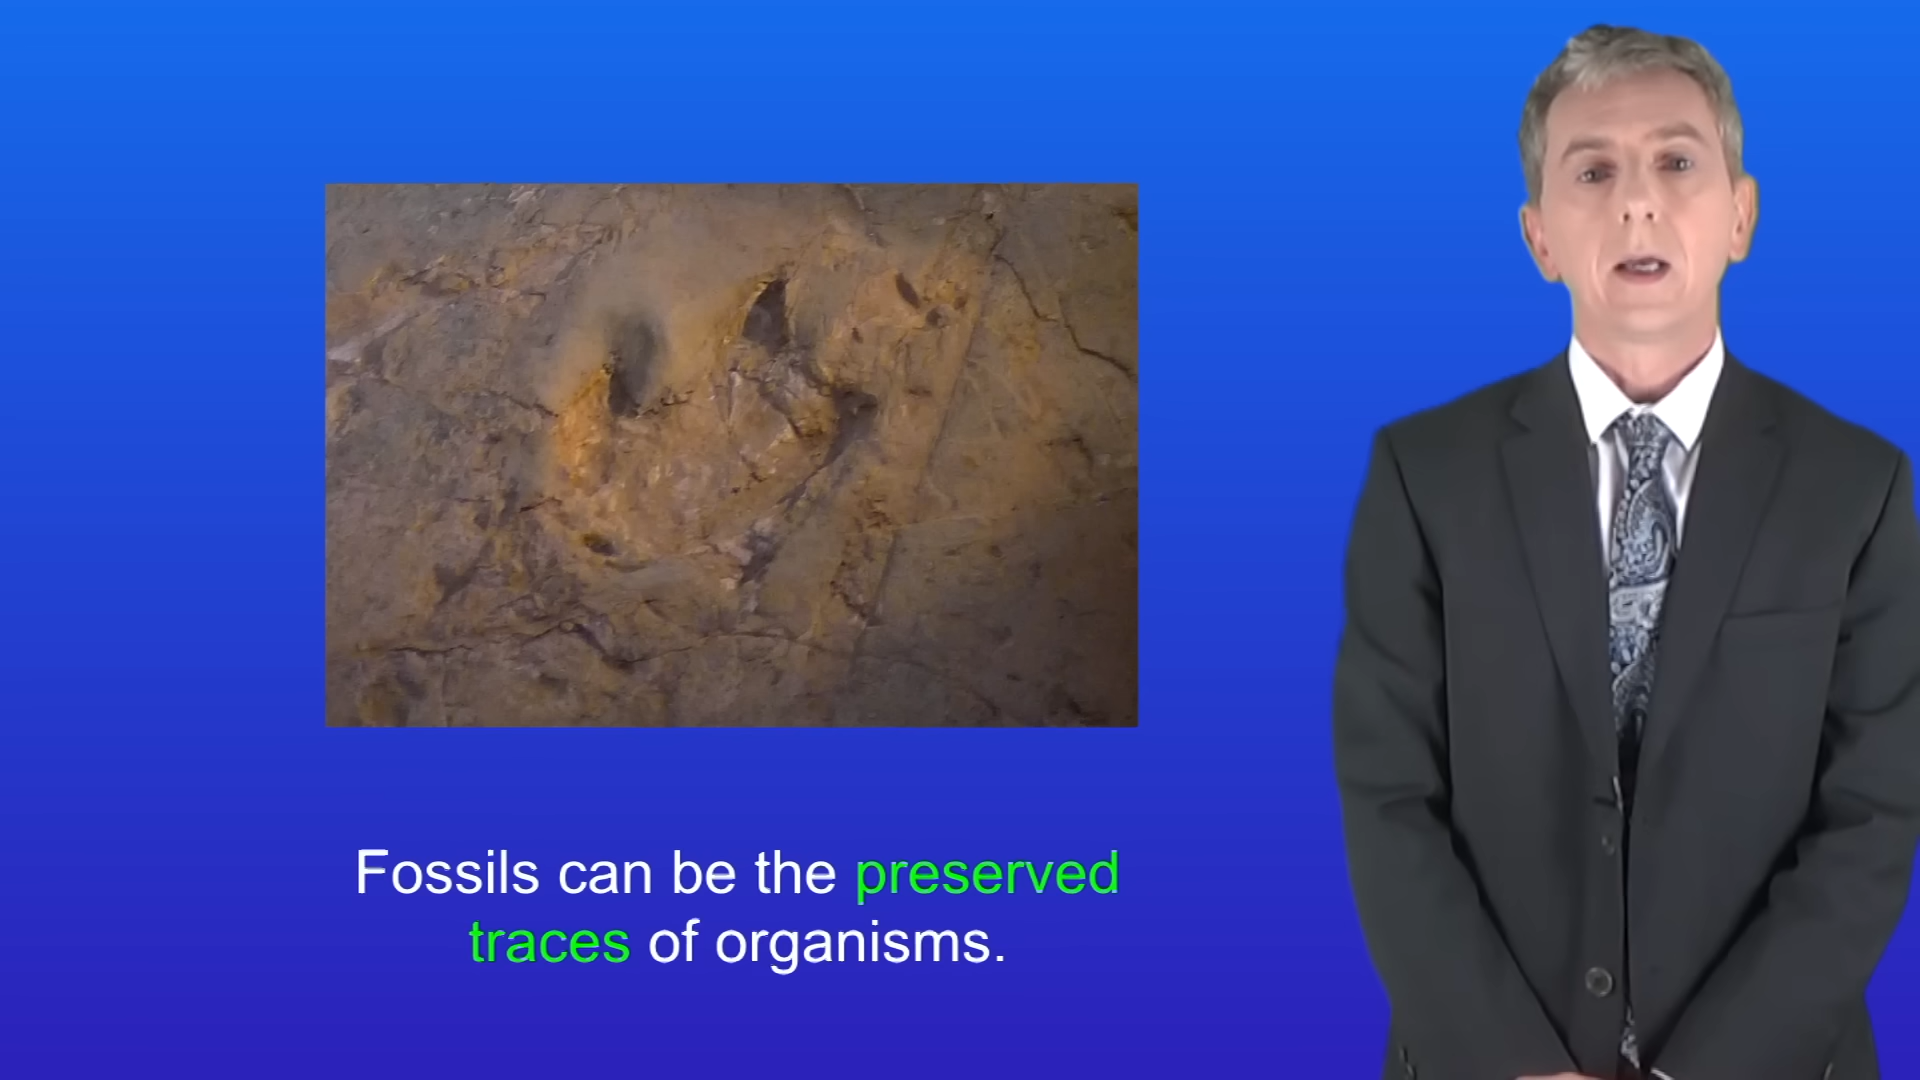 Fossils can be the preserved
traces of organisms.